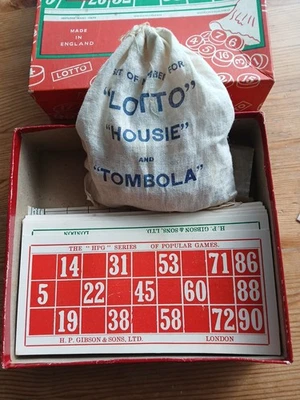 MADE IN
ENGLAND
LOTTO
FOR
"LOTTO"
"HOUSIE"
AND
"TOMBOLA"
H. P. GIBSON & SONS, LTD.
THE "HPG" SERIES OF POPULAR GAMES.
14 31 53 71 86
5 22 45 60 88
19 38 58 72 90
H. P. GIBSON & SONS, LTD. LONDON